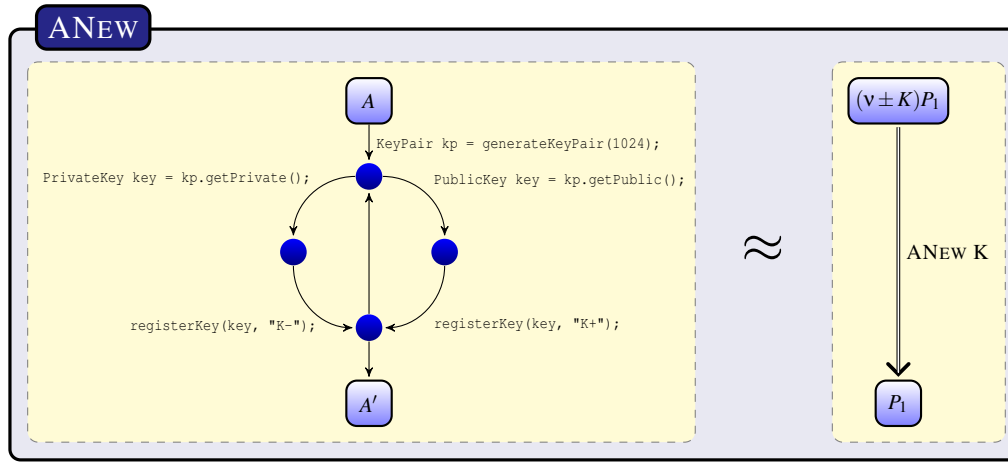 ANEW
A
(ν ± K)P₁
KeyPair kp = generateKeyPair(1024);
PrivateKey key = kp.getPrivate();
PublicKey key = kp.getPublic();
≈
ANEW K
registerKey(key, "K-");
registerKey(key, "K+");
A′
P₁